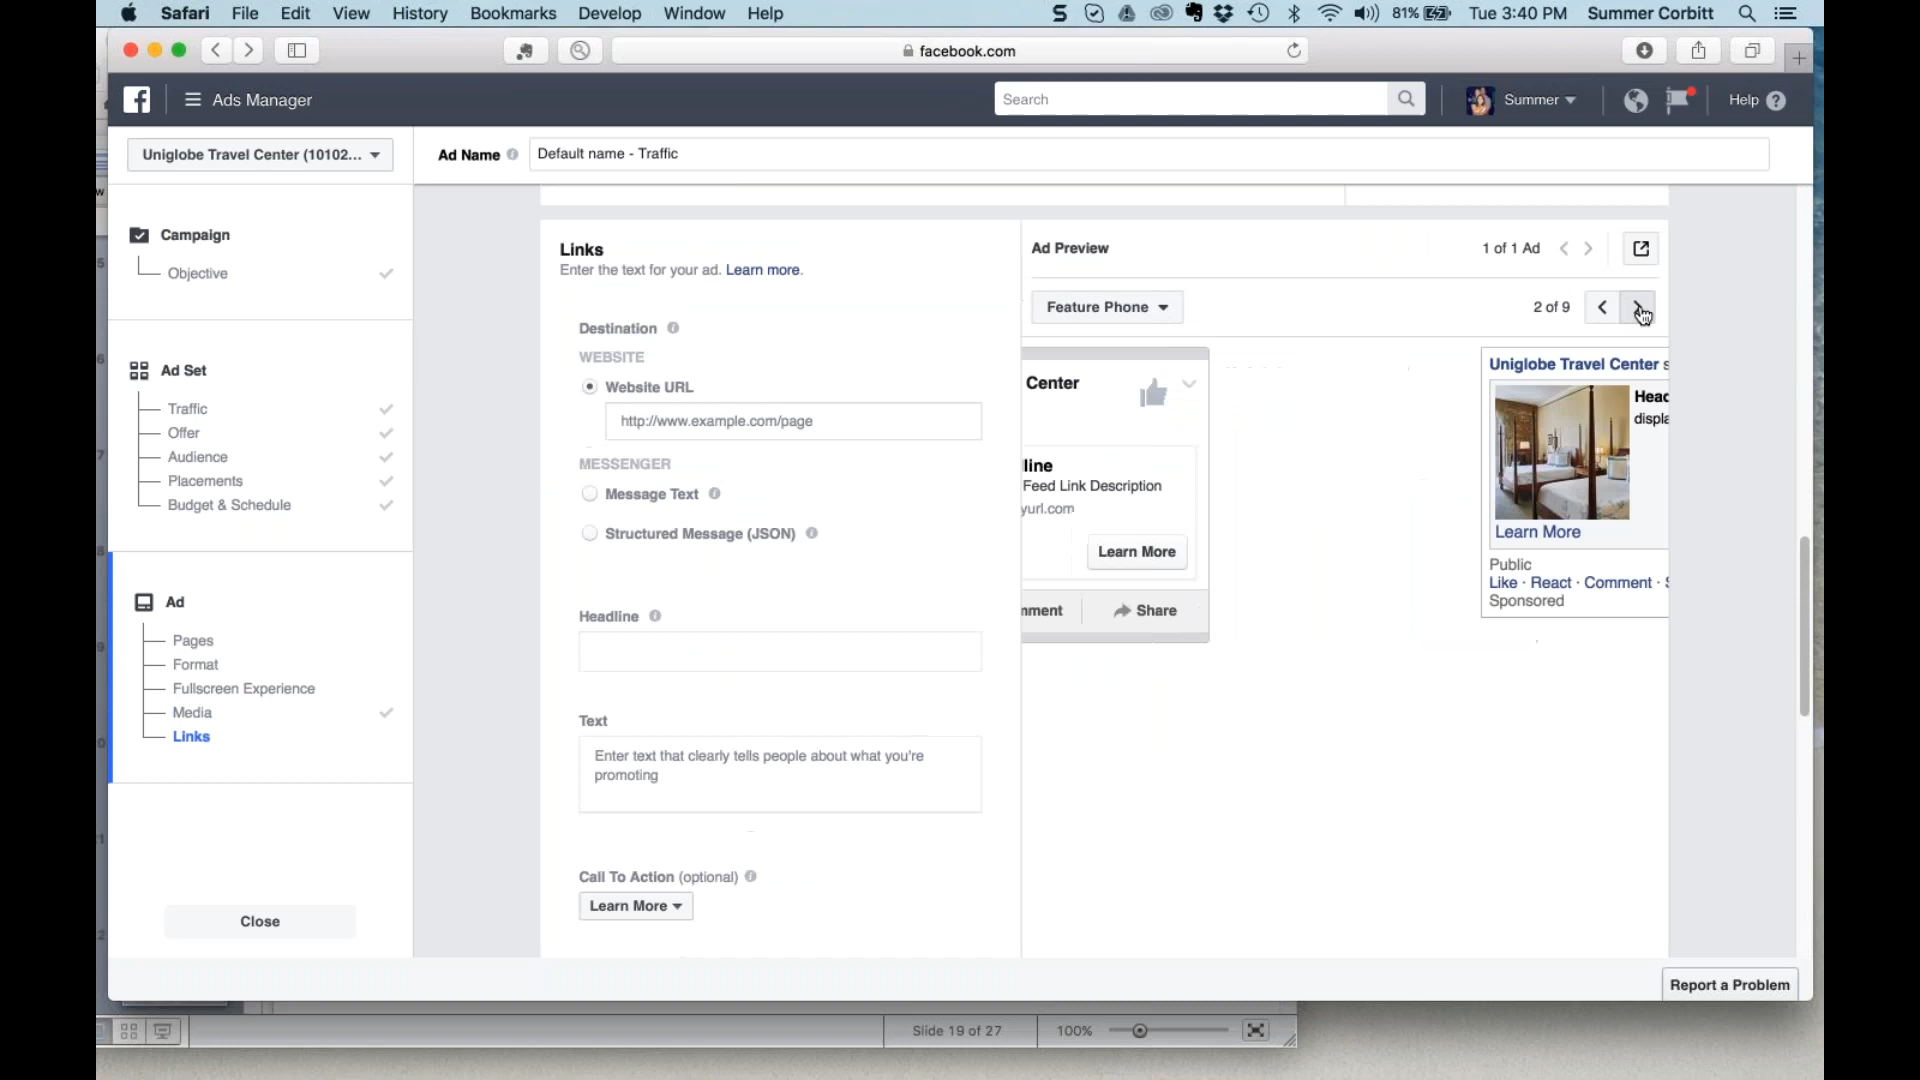 Safari File Edit View History Bookmarks Develop Window Help 81% Tue 3:40 PM Summer Corbitt
facebook.com
Ads Manager Search Summer Help
Uniglobe Travel Center (10102... Ad Name Default name - Traffic
Campaign
Objective
Ad Set
Traffic
Offer
Audience
Placements
Budget & Schedule
Ad
Pages
Format
Fullscreen Experience
Media
Links
Close
Links
Enter the text for your ad. Learn more.
Destination
WEBSITE
Website URL
http://www.example.com/page
MESSENGER
Message Text
Structured Message (JSON)
Headline
Text
Enter text that clearly tells people about what you're
promoting
Call To Action (optional)
Learn More
Ad Preview 1 of 1 Ad
Feature Phone 2 of 9
Center
line
Feed Link Description
yurl.com
Learn More
mment Share
Uniglobe Travel Center s
Head
displa
Learn More
Public
Like · React · Comment · S
Sponsored
Report a Problem
Slide 19 of 27 100%